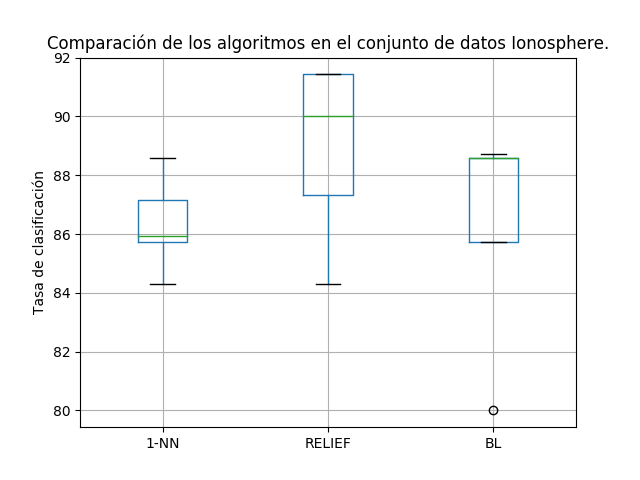 Comparación de los algoritmos en el conjunto de datos Ionosphere.
92
90
88
86
84
82
80
Tasa de clasificación
1-NN RELIEF BL